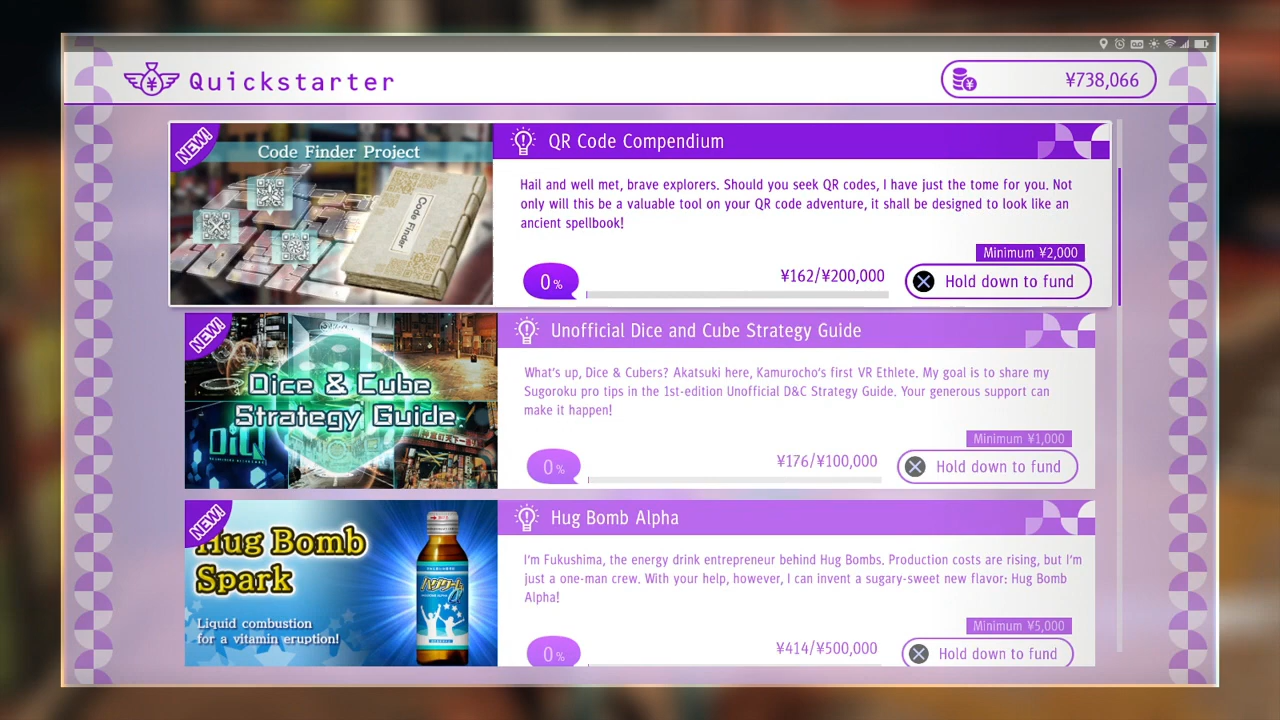 Quickstarter
¥738,066
NEW!
Code Finder Project
Code Finder
QR Code Compendium
Hail and well met, brave explorers. Should you seek QR codes, I have just the tome for you. Not
only will this be a valuable tool on your QR code adventure, it shall be designed to look like an
ancient spellbook!
Minimum ¥2,000
0%
¥162/¥200,000
Hold down to fund
NEW!
Dice & Cube
Strategy Guide
Unofficial Dice and Cube Strategy Guide
What's up, Dice & Cubers? Akatsuki here, Kamurocho's first VR Ethlete. My goal is to share my
Sugoroku pro tips in the 1st-edition Unofficial D&C Strategy Guide. Your generous support can
make it happen!
Minimum ¥1,000
0%
¥176/¥100,000
Hold down to fund
NEW!
Hug Bomb
Spark
Liquid combustion
for a vitamin eruption!
Hug Bomb Alpha
I'm Fukushima, the energy drink entrepreneur behind Hug Bombs. Production costs are rising, but I'm
just a one-man crew. With your help, however, I can invent a sugary-sweet new flavor: Hug Bomb
Alpha!
Minimum ¥5,000
0%
¥414/¥500,000
Hold down to fund